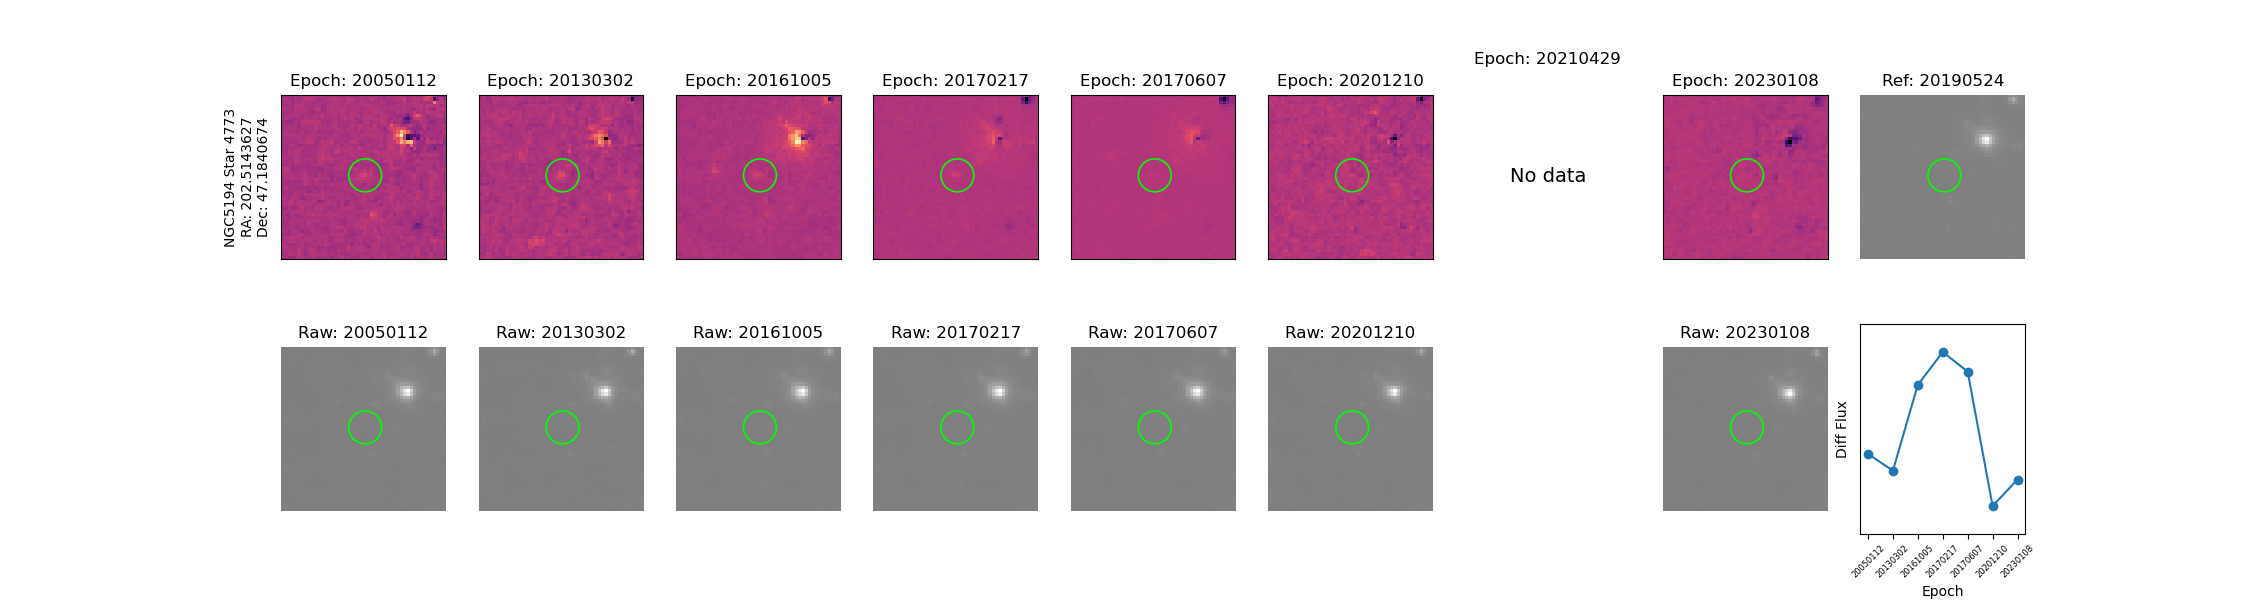 NGC5194 Star 4773
RA: 202.5143627
Dec: 47.1840674
Epoch: 20050112
Epoch: 20130302
Epoch: 20161005
Epoch: 20170217
Epoch: 20170607
Epoch: 20201210
Epoch: 20210429
No data
Epoch: 20230108
Ref: 20190524
Raw: 20050112
Raw: 20130302
Raw: 20161005
Raw: 20170217
Raw: 20170607
Raw: 20201210
Raw: 20230108
Diff Flux
20050112
20130302
20161005
20170217
20170607
20201210
20230108
Epoch